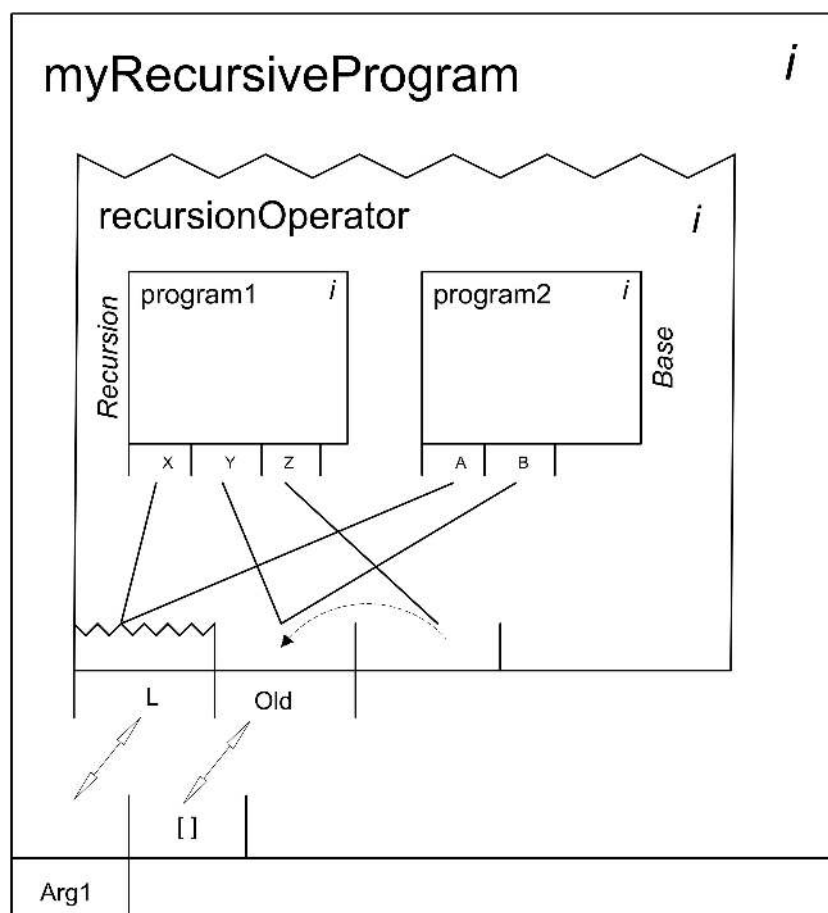 myRecursiveProgram i
recursionOperator i
Recursion
program1 i
program2 i
Base
X Y Z A B
L Old
[ ]
Arg1